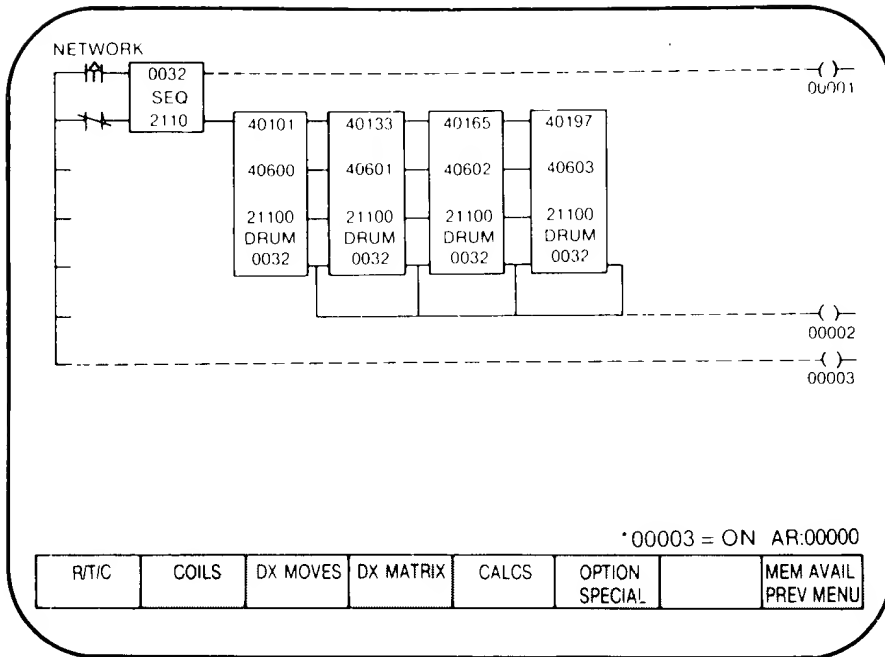 NETWORK
0032
SEQ
2110
00001
40101 40133 40165 40197
40600 40601 40602 40603
21100 21100 21100 21100
DRUM DRUM DRUM DRUM
0032 0032 0032 0032
00002
00003
*00003 = ON AR:00000
R/T/C COILS DX MOVES DX MATRIX CALCS OPTION SPECIAL MEM AVAIL PREV MENU